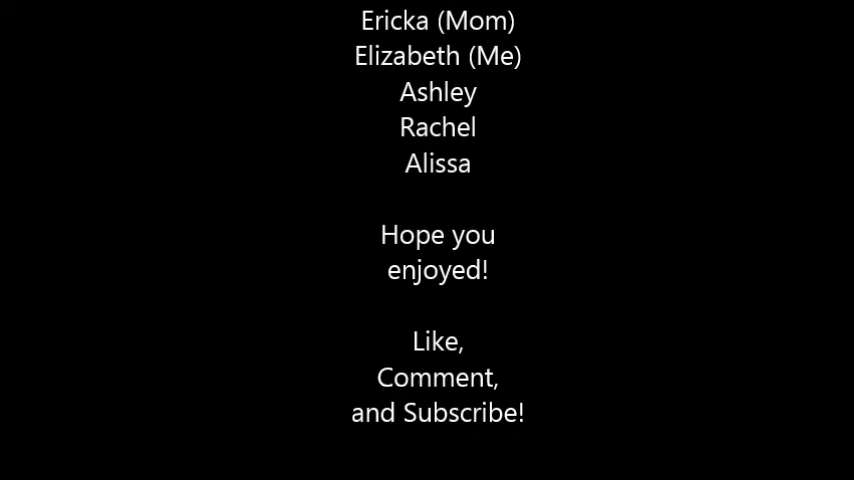 Ericka (Mom)
Elizabeth (Me)
Ashley
Rachel
Alissa
Hope you
enjoyed!
Like,
Comment,
and Subscribe!